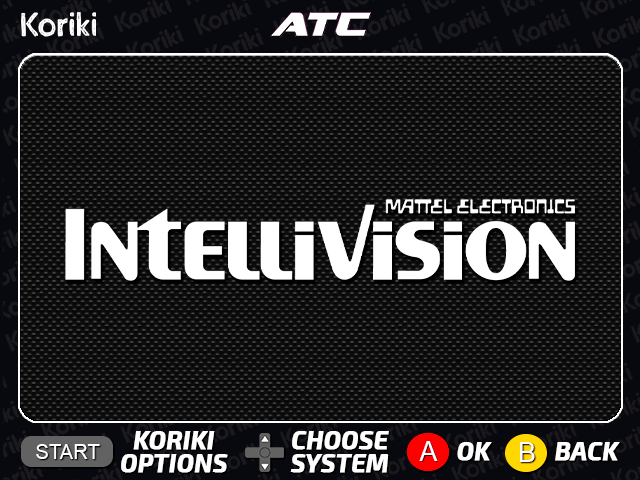 Koriki
ATC
MATTEL ELECTRONICS
INTELLIVISION
START
KORIKI
OPTIONS
CHOOSE
SYSTEM
A
OK
B
BACK